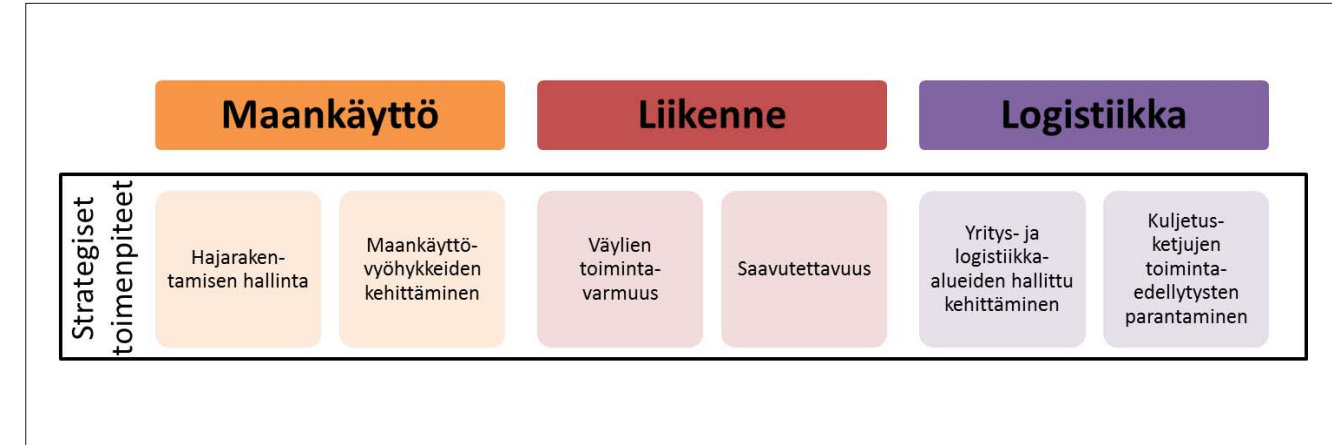 Maankäyttö
Liikenne
Logistiikka
Strategiset
toimenpiteet
Hajaraken-
tamisen hallinta
Maankäyttö-
vyöhykkeiden
kehittäminen
Väylien
toiminta-
varmuus
Saavutettavuus
Yritys- ja
logistiikka-
alueiden hallittu
kehittäminen
Kuljetus-
ketjujen
toiminta-
edellytysten
parantaminen